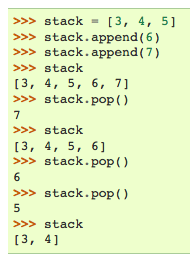 >>> stack = [3, 4, 5]
>>> stack.append(6)
>>> stack.append(7)
>>> stack
[3, 4, 5, 6, 7]
>>> stack.pop()
7
>>> stack
[3, 4, 5, 6]
>>> stack.pop()
6
>>> stack.pop()
5
>>> stack
[3, 4]